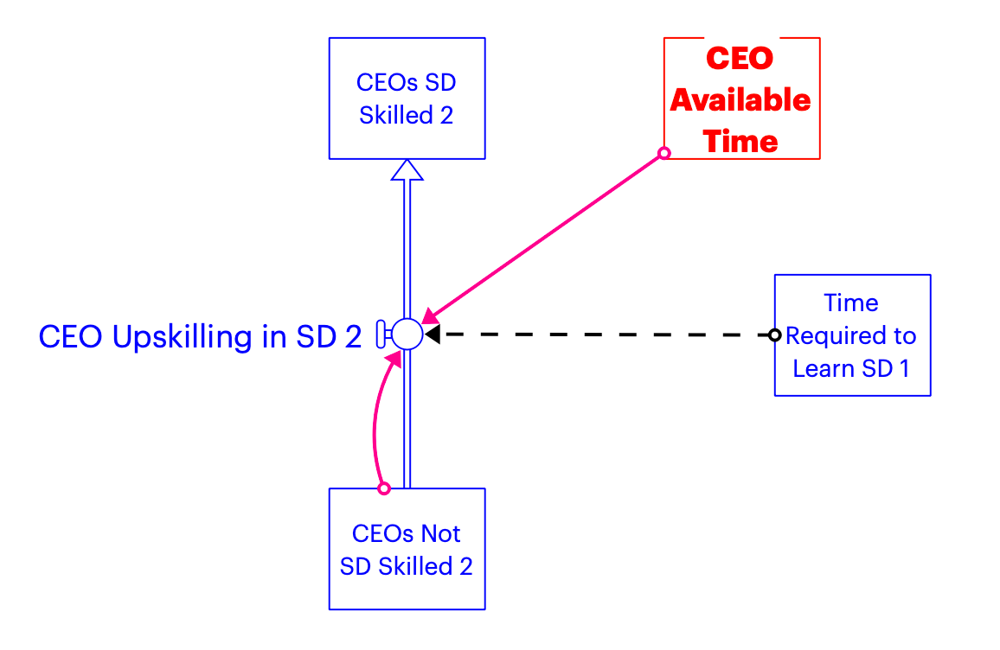 CEOs SD
Skilled 2
CEO
Available
Time
Time
Required to
Learn SD 1
CEO Upskilling in SD 2
CEOs Not
SD Skilled 2